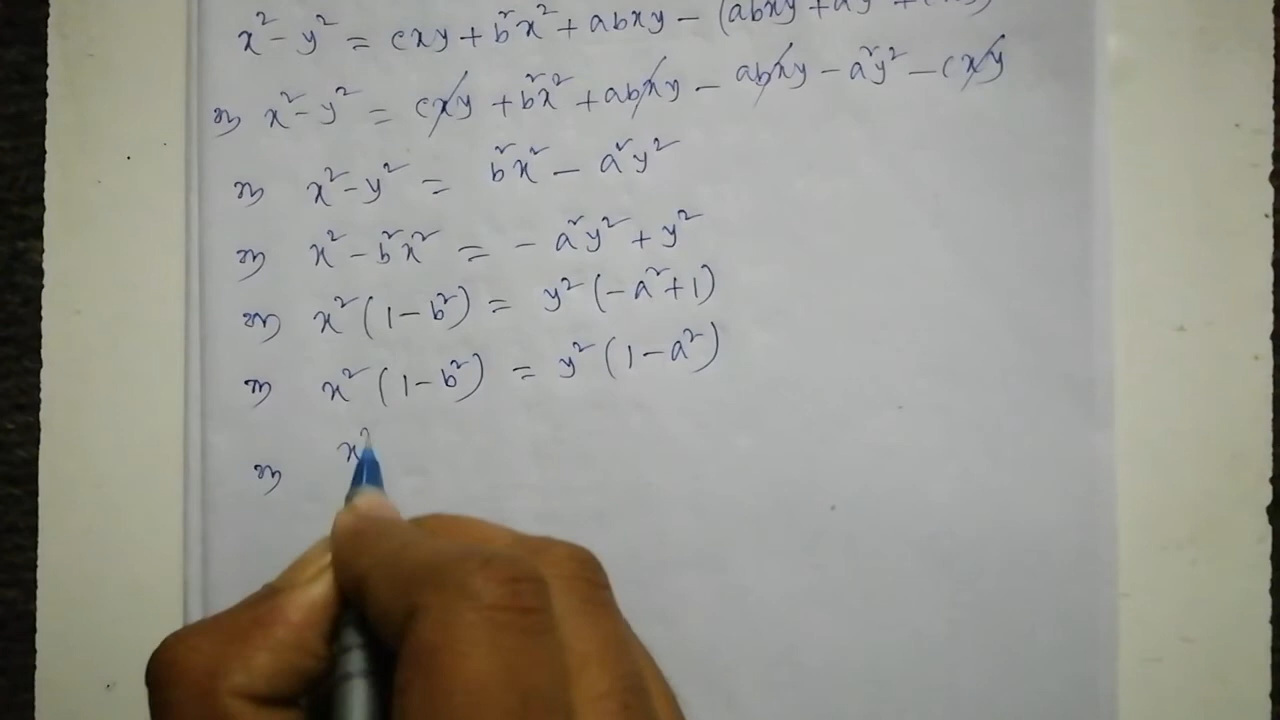 x² - y² = cxy + b²x² + abxy - (abxy + a²y²
⇒ x² - y² = cxy + b²x² + abxy - abxy - a²y² - cxy
⇒ x² - y² = b²x² - a²y²
⇒ x² - b²x² = - a²y² + y²
⇒ x² (1 - b²) = y² (-a² + 1)
⇒ x² (1 - b²) = y² (1 - a²)
⇒ x²